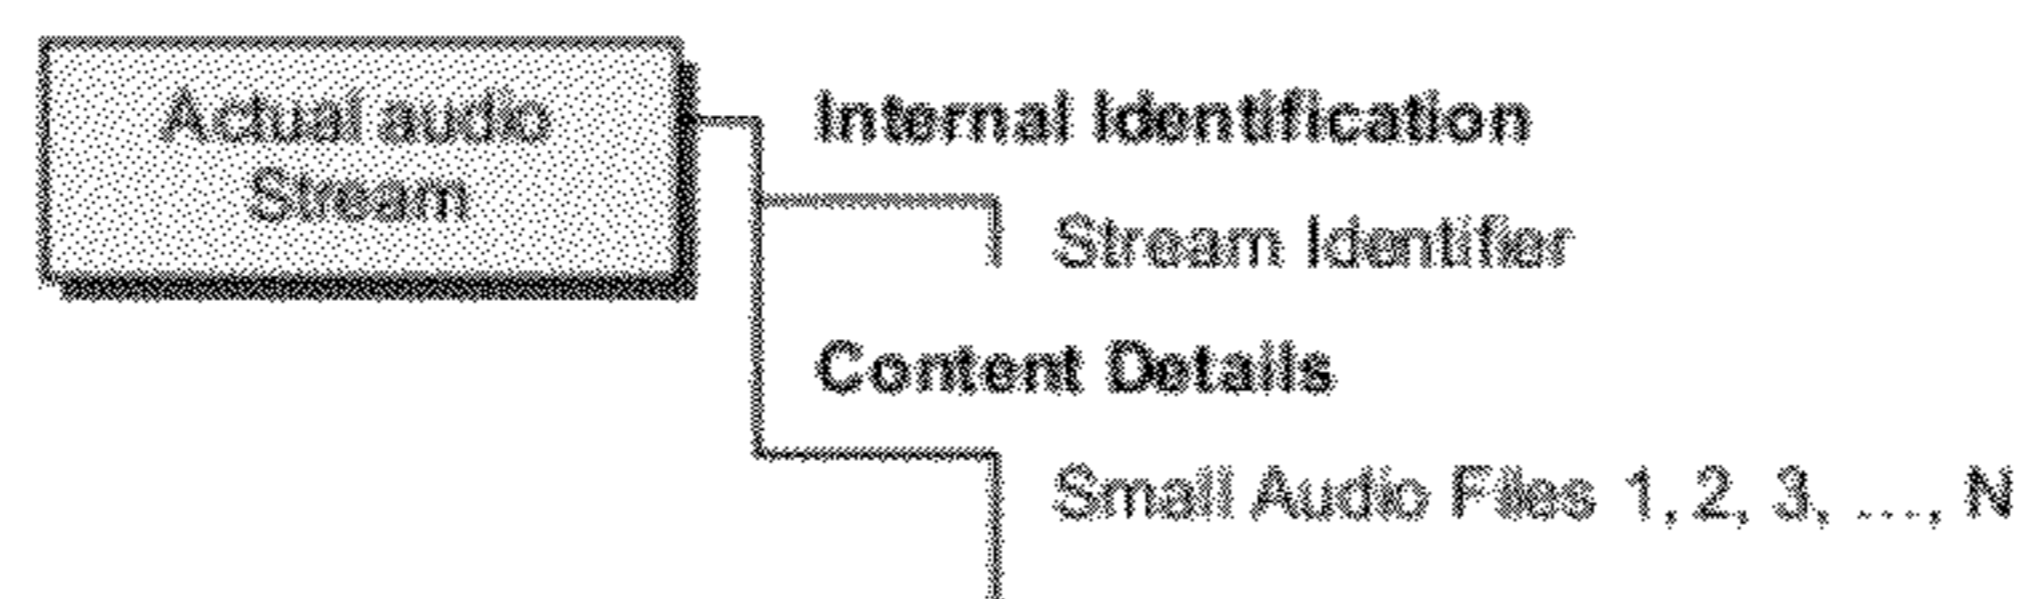 Actual audio
Stream
Internal Identification
Stream Identifier
Content Details
Small Audio Files 1, 2, 3, ..., N